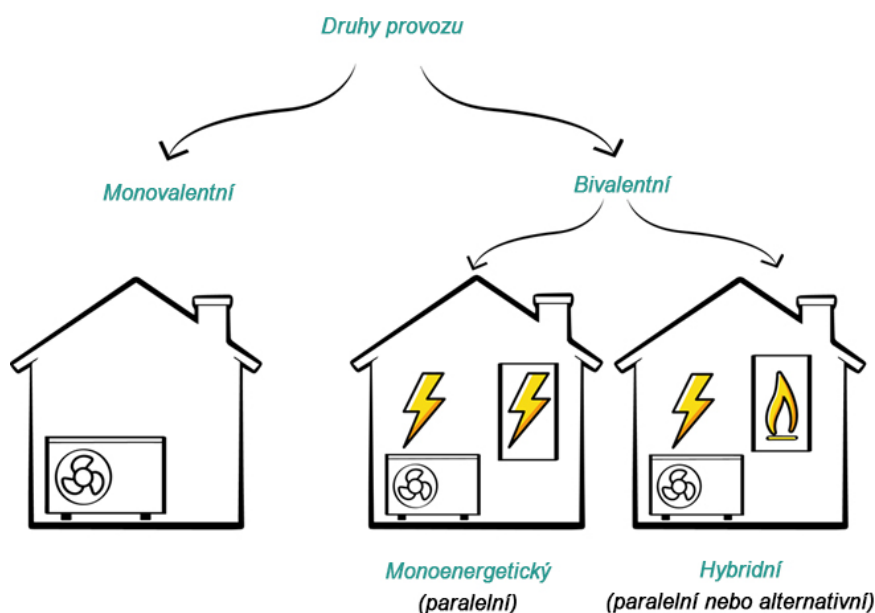 Druhy provozu
Monovalentní
Bivalentní
Monoenergetický
(paralelní)
Hybridní
(paralelní nebo alternativní)